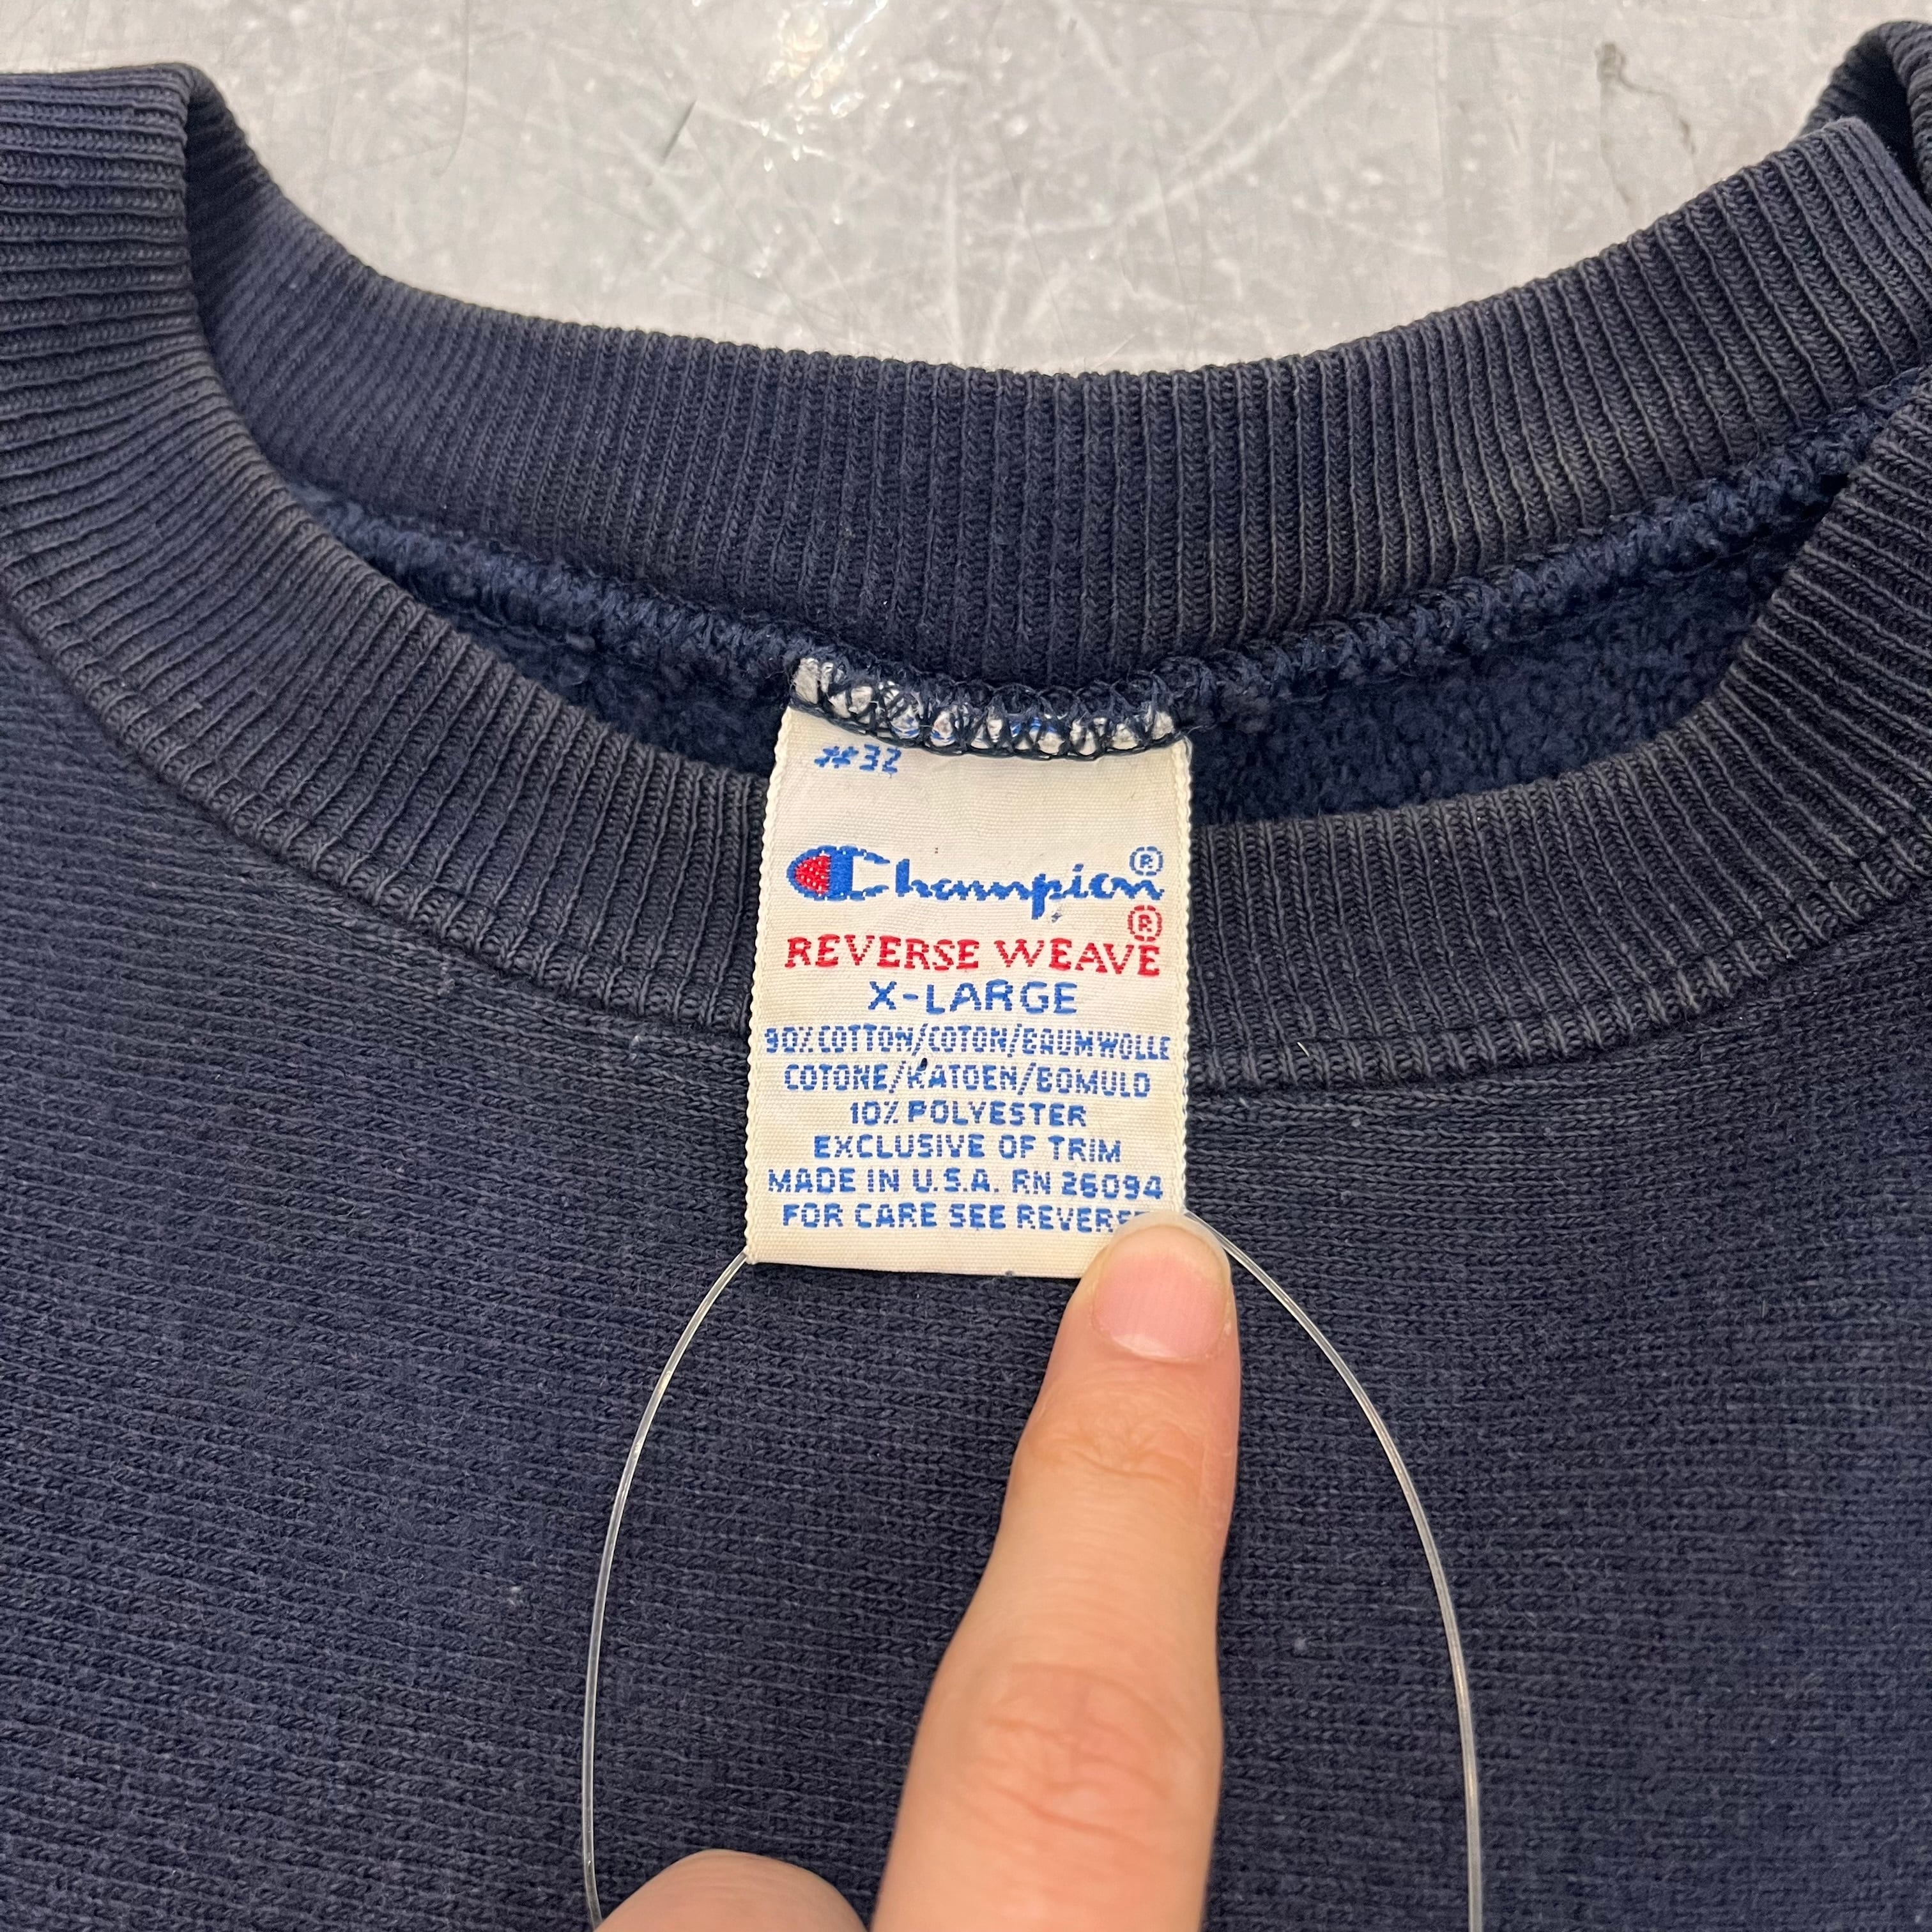 #32
Champion®
®
REVERSE WEAVE
X-LARGE
90% COTTON/COTON/BAUMWOLLE
COTONE/KATOEN/BOMULD
10% POLYESTER
EXCLUSIVE OF TRIM
MADE IN U.S.A. RN 26094
FOR CARE SEE REVERSE